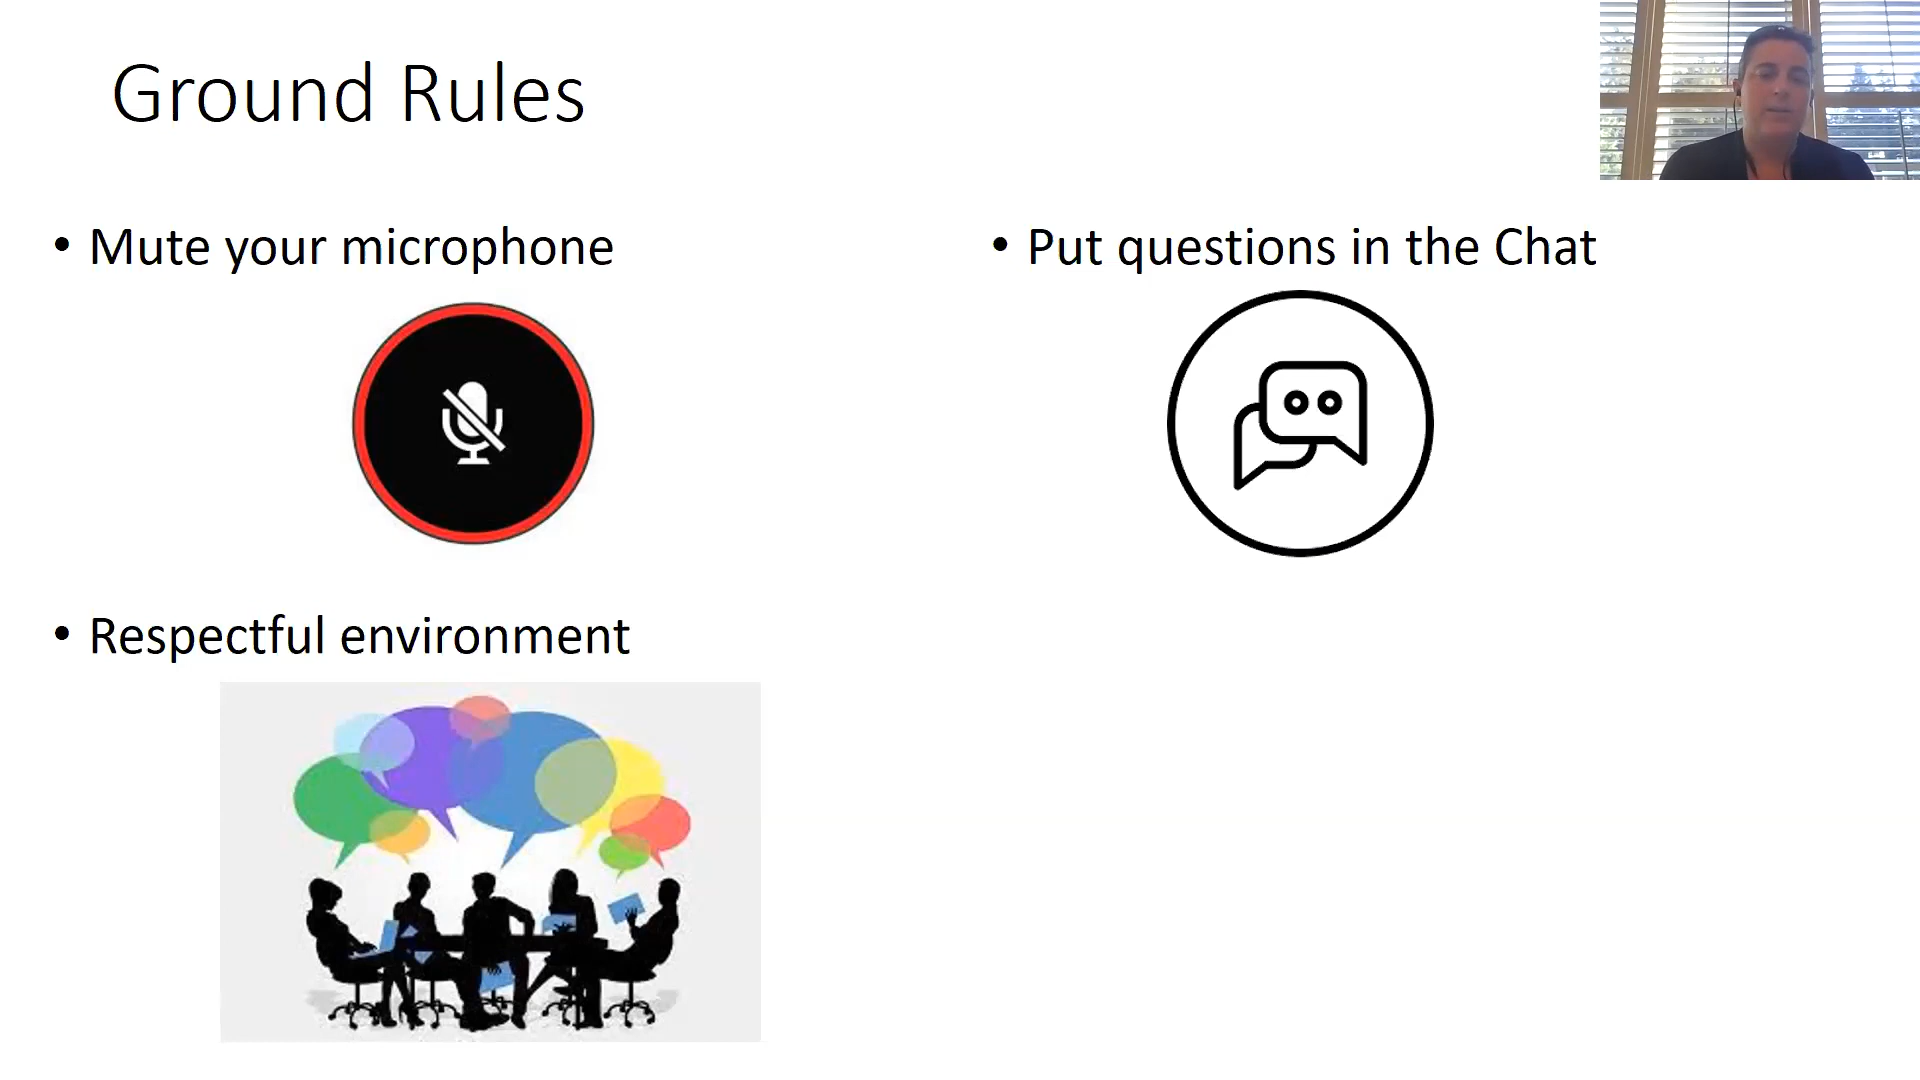 Ground Rules
• Mute your microphone
• Put questions in the Chat
• Respectful environment